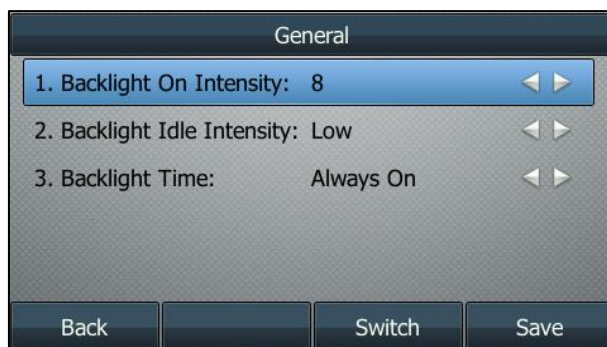 General
1. Backlight On Intensity: 8
2. Backlight Idle Intensity: Low
3. Backlight Time: Always On
Back Switch Save